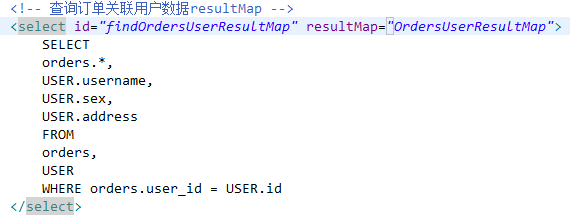 <!-- 查询订单关联用户数据resultMap -->
<select id="findOrdersUserResultMap" resultMap="OrdersUserResultMap">
SELECT
orders.*,
USER.username,
USER.sex,
USER.address
FROM
orders,
USER
WHERE orders.user_id = USER.id
</select>